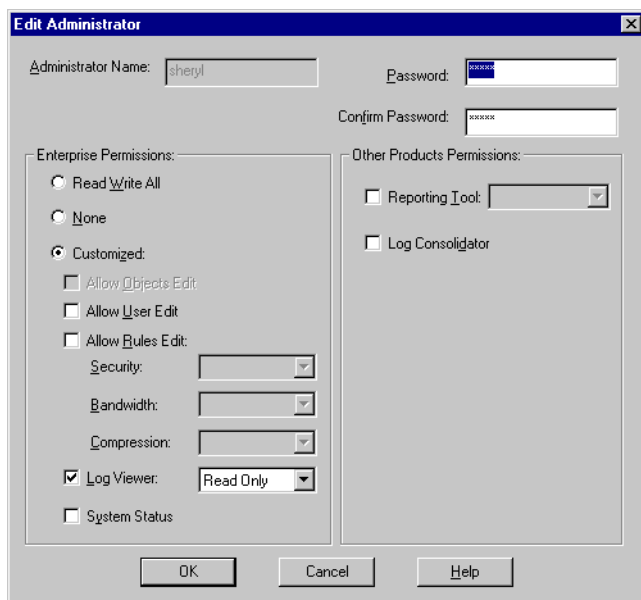 Edit Administrator
Administrator Name: sheryl
Password: *****
Confirm Password: *****
Enterprise Permissions:
Read Write All
None
Customized:
Allow Objects Edit
Allow User Edit
Allow Rules Edit:
Security:
Bandwidth:
Compression:
Log Viewer: Read Only
System Status
Other Products Permissions:
Reporting Tool:
Log Consolidator
OK Cancel Help